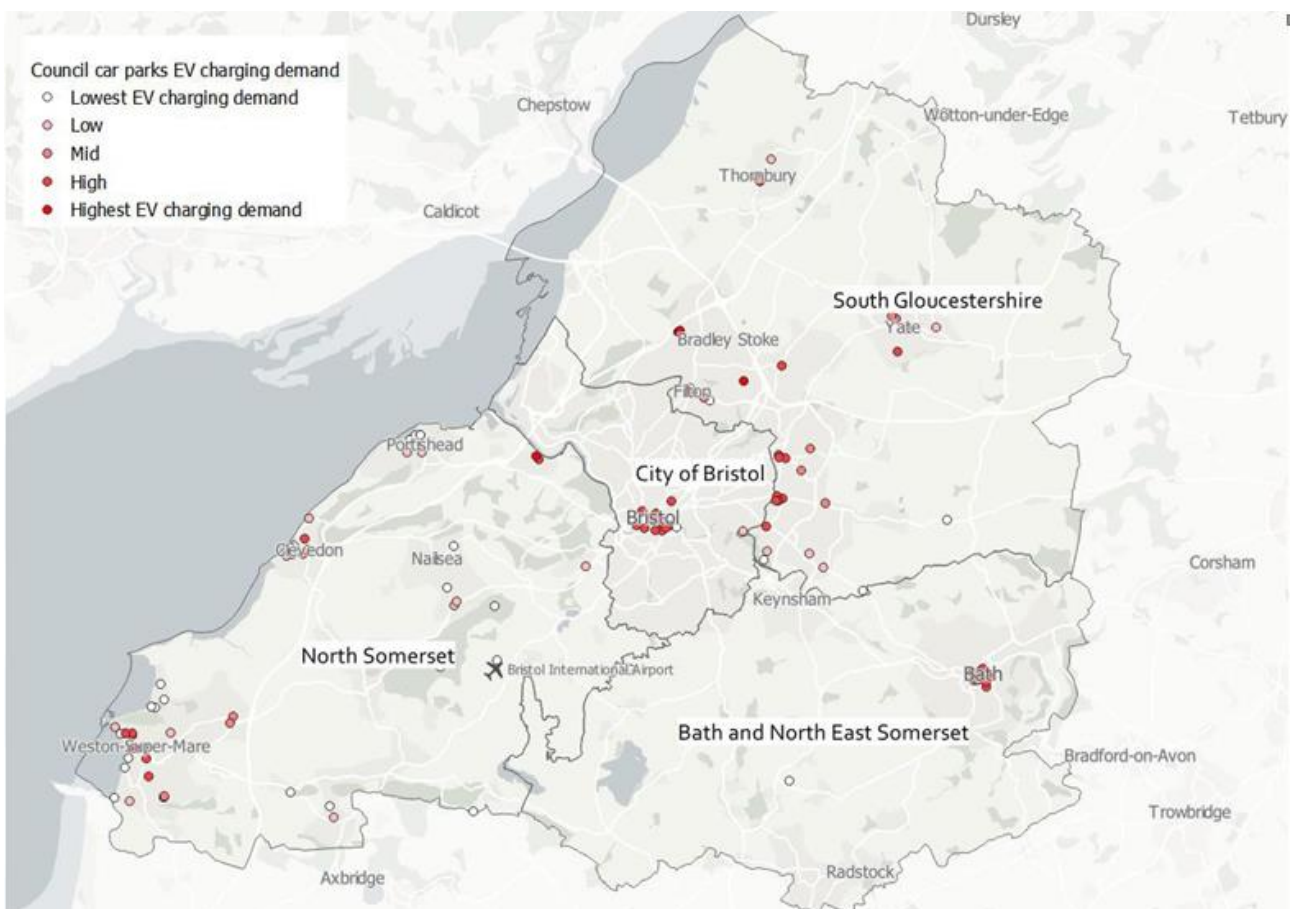 Dursley
Council car parks EV charging demand
Lowest EV charging demand
Low
Mid
High
Highest EV charging demand
Chepstow
Wotton-under-Edge
Tetbury
Thornbury
Caldicot
South Gloucestershire
Yate
Bradley Stoke
Filton
Portishead
City of Bristol
Bristol
Clevedon
Nailsea
Corsham
Keynsham
North Somerset
Bristol International Airport
Bath
Bath and North East Somerset
Weston-Super-Mare
Bradford-on-Avon
Trowbridge
Radstock
Axbridge